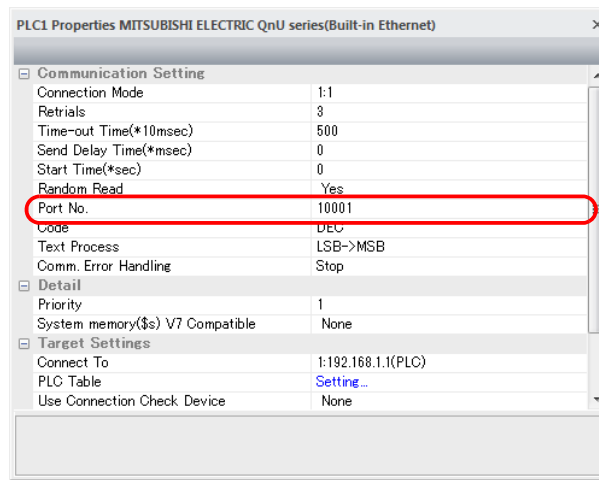 PLC1 Properties MITSUBISHI ELECTRIC QnU series(Built-in Ethernet)
Communication Setting
Connection Mode 1:1
Retrials 3
Time-out Time(*10msec) 500
Send Delay Time(*msec) 0
Start Time(*sec) 0
Random Read Yes
Port No. 10001
Code DEC
Text Process LSB->MSB
Comm. Error Handling Stop
Detail
Priority 1
System memory($s) V7 Compatible None
Target Settings
Connect To 1:192.168.1.1(PLC)
PLC Table Setting...
Use Connection Check Device None